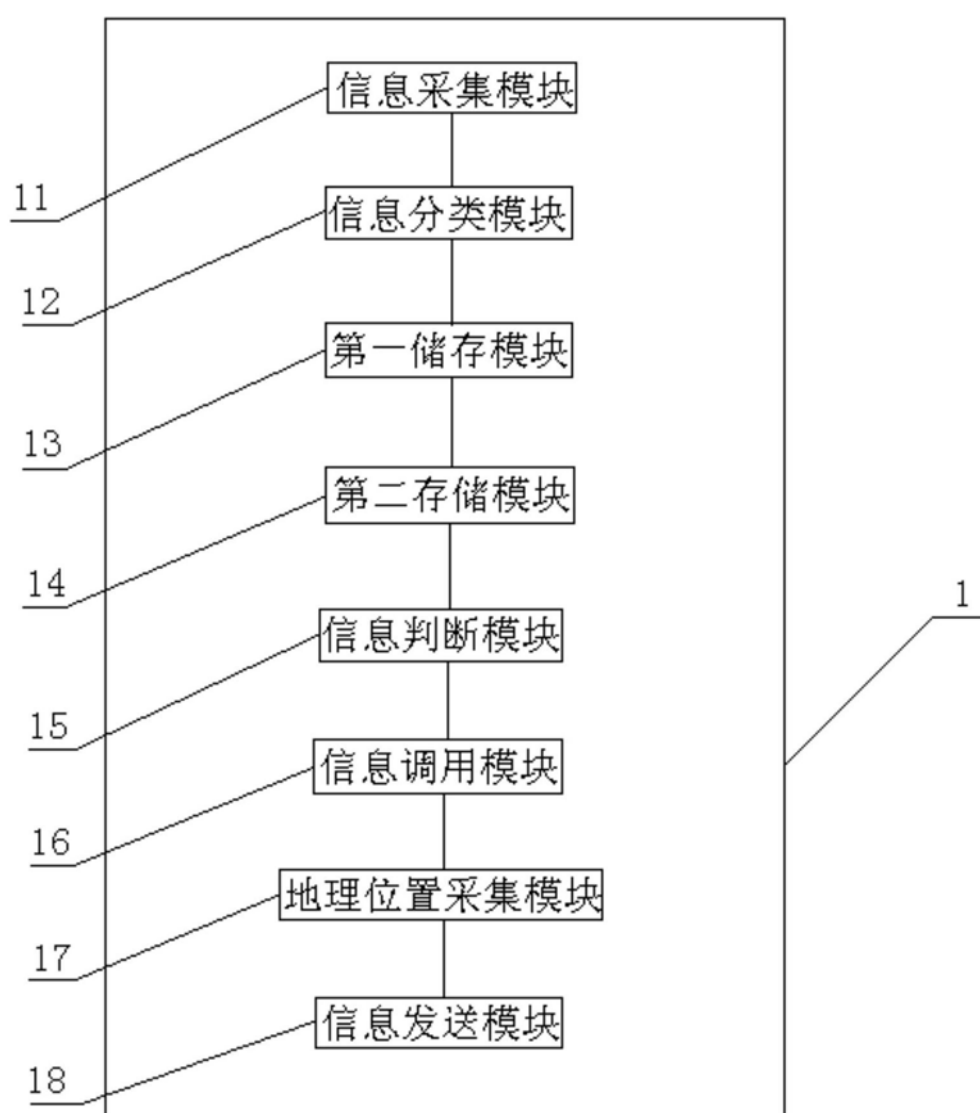 信息采集模块
11
信息分类模块
12
第一储存模块
13
第二存储模块
14
1
信息判断模块
15
信息调用模块
16
地理位置采集模块
17
信息发送模块
18